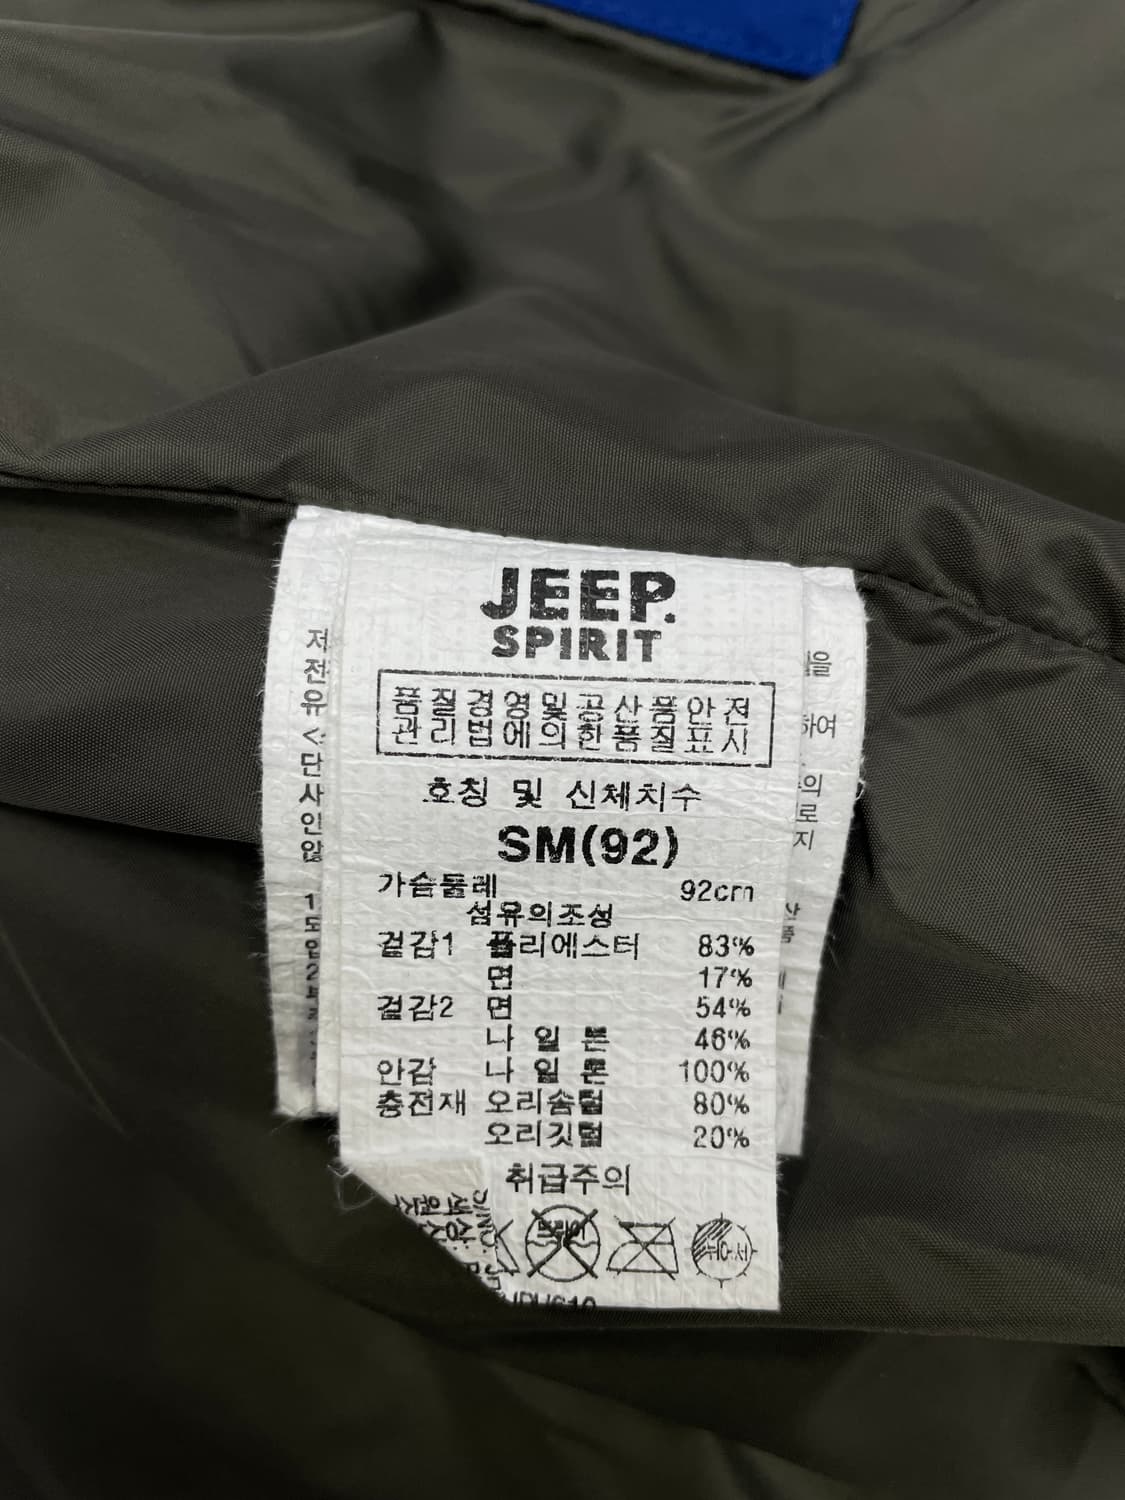 JEEP.
SPIRIT
품질경영및공산품안전
관리법에의한품질표시
호칭 및 신체치수
SM(92)
가슴둘레 92cm
섬유의조성
겉감1 폴리에스터 83%
면 17%
겉감2 면 54%
나일론 46%
안감 나일론 100%
충전재 오리솜털 80%
오리깃털 20%
취급주의